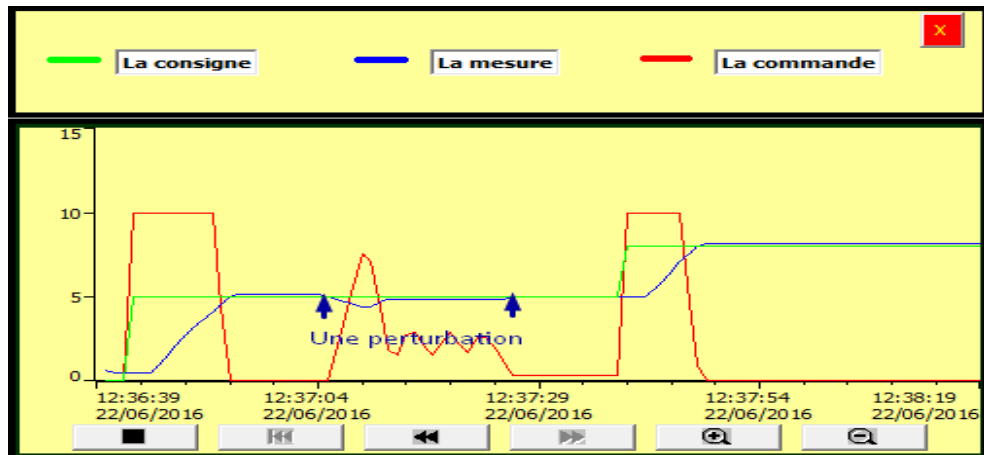 x
La consigne La mesure La commande
15
10
5
Une perturbation
0
12:36:39 12:37:04 12:37:29 12:37:54 12:38:19
22/06/2016 22/06/2016 22/06/2016 22/06/2016 22/06/2016